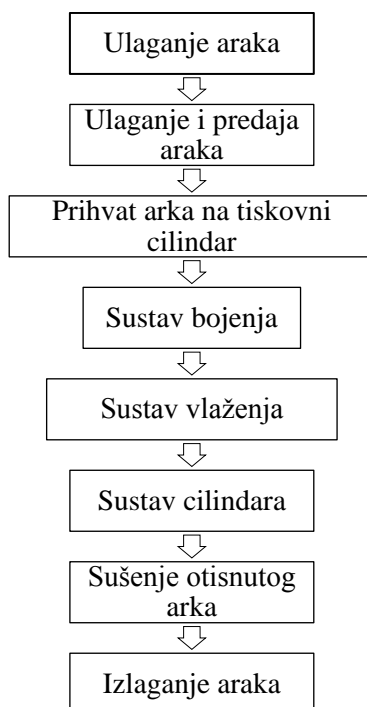 Ulaganje araka
Ulaganje i predaja
araka
Prihvat arka na tiskovni
cilindar
Sustav bojenja
Sustav vlaženja
Sustav cilindara
Sušenje otisnutog
arka
Izlaganje araka